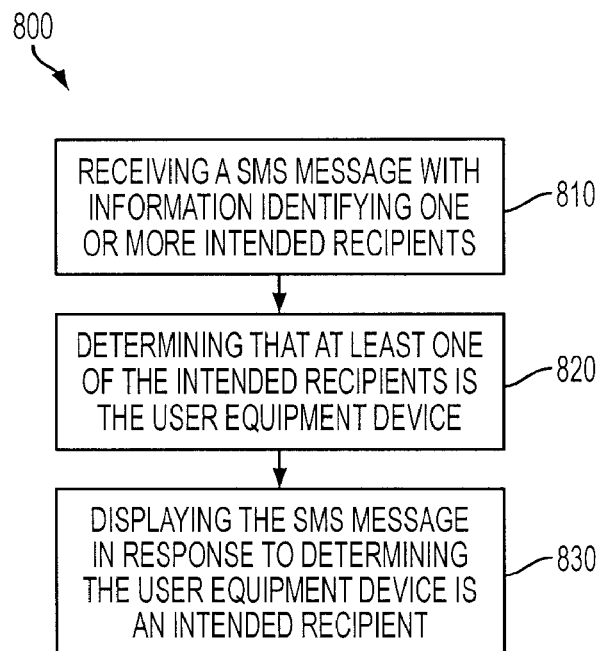 800
RECEIVING A SMS MESSAGE WITH
INFORMATION IDENTIFYING ONE
OR MORE INTENDED RECIPIENTS
810
DETERMINING THAT AT LEAST ONE
OF THE INTENDED RECIPIENTS IS
THE USER EQUIPMENT DEVICE
820
DISPLAYING THE SMS MESSAGE
IN RESPONSE TO DETERMINING
THE USER EQUIPMENT DEVICE IS
AN INTENDED RECIPIENT
830